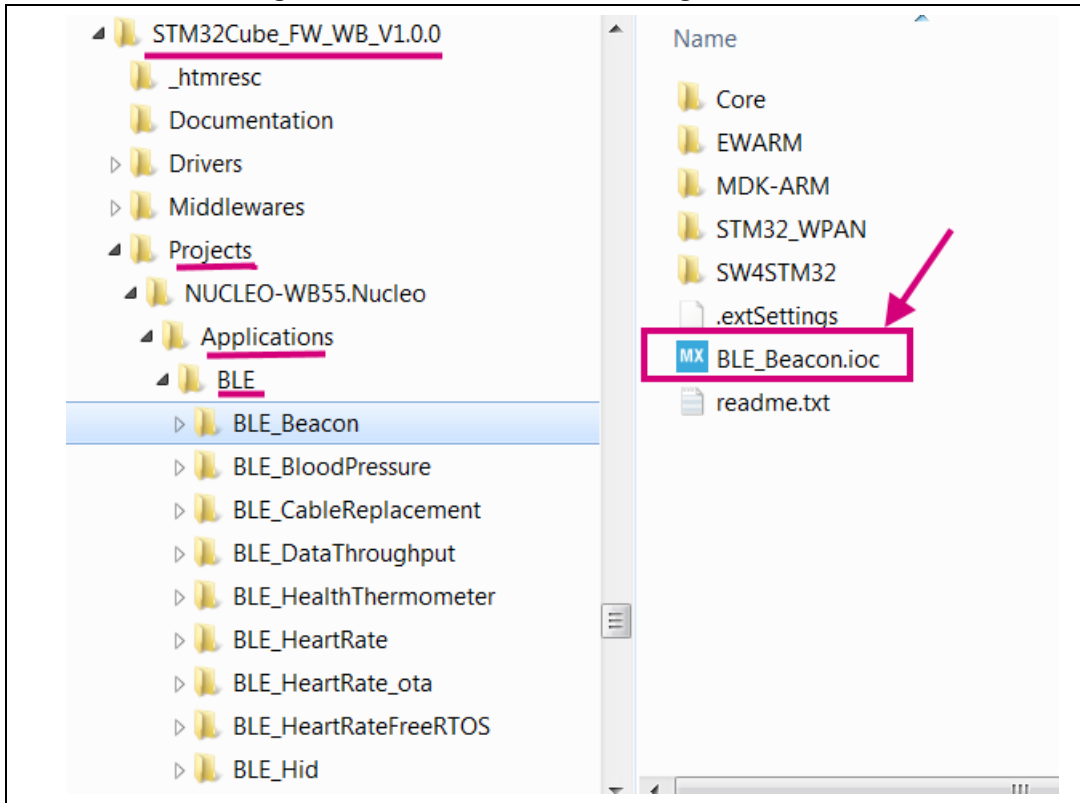 STM32Cube_FW_WB_V1.0.0
_htmresc
Documentation
Drivers
Middlewares
Projects
NUCLEO-WB55.Nucleo
Applications
BLE
BLE_Beacon
BLE_BloodPressure
BLE_CableReplacement
BLE_DataThroughput
BLE_HealthThermometer
BLE_HeartRate
BLE_HeartRate_ota
BLE_HeartRateFreeRTOS
BLE_Hid
Name
Core
EWARM
MDK-ARM
STM32_WPAN
SW4STM32
.extSettings
MX BLE_Beacon.ioc
readme.txt